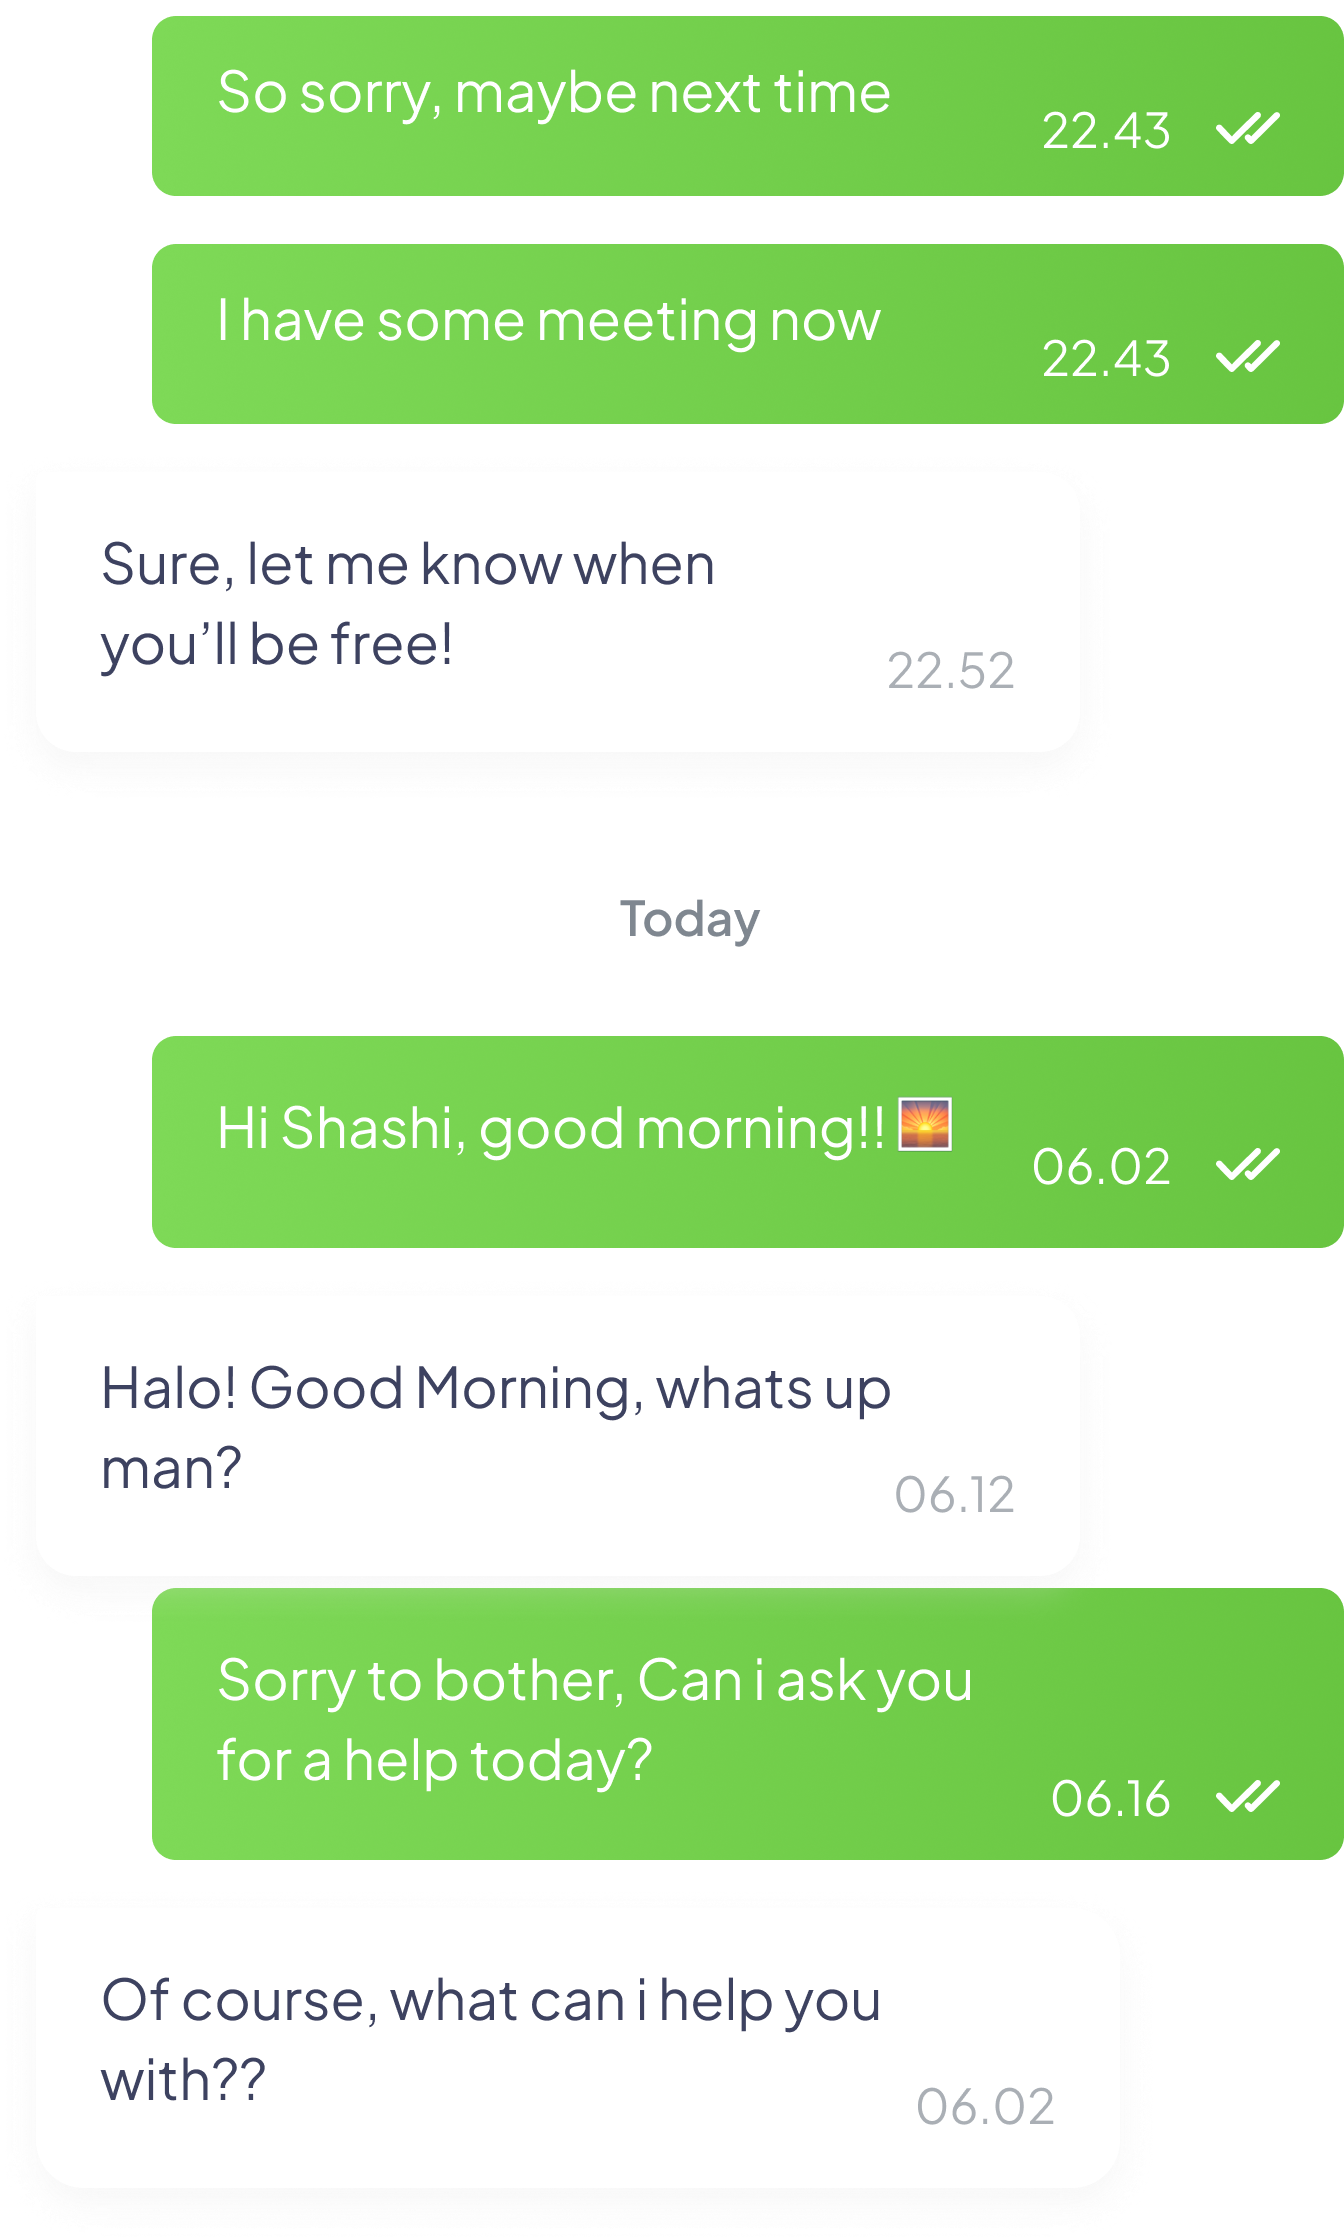 So sorry, maybe next time
22.43
I have some meeting now
22.43
Sure, let me know when
you’ll be free!
22.52
Today
Hi Shashi, good morning!! 🌅
06.02
Halo! Good Morning, whats up
man?
06.12
Sorry to bother, Can i ask you
for a help today?
06.16
Of course, what can i help you
with??
06.02